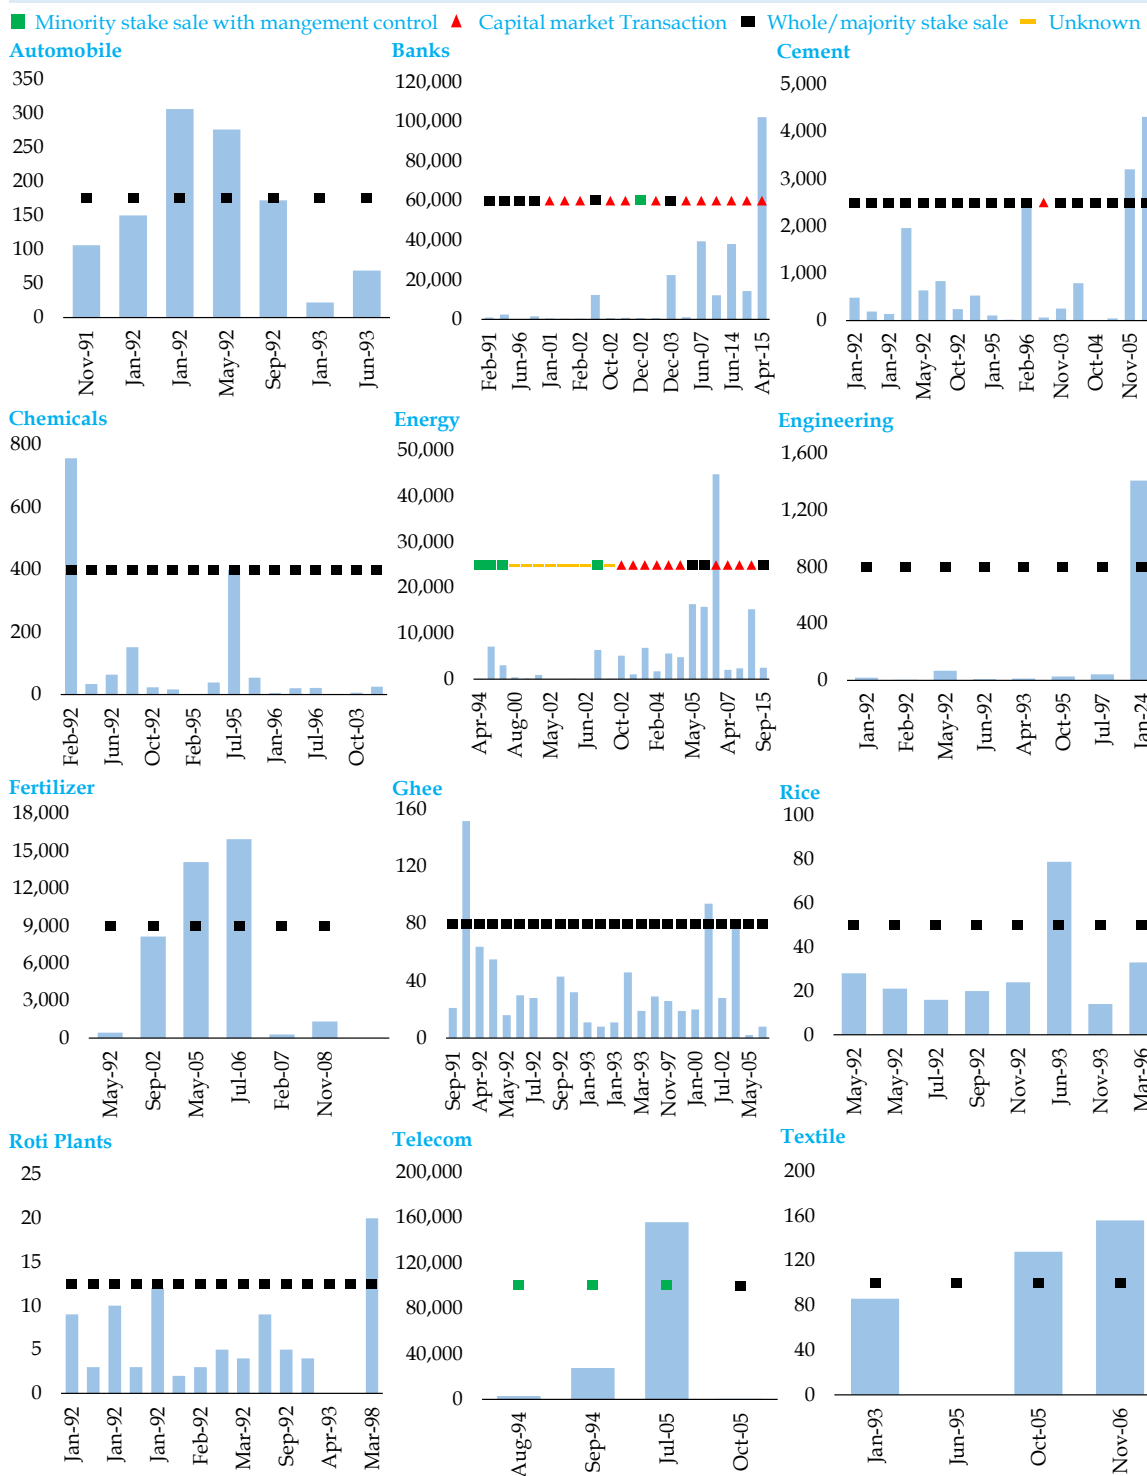 Minority stake sale with mangement control Capital market Transaction Whole/majority stake sale Unknown
Automobile
350
300
250
200
150
100
50
0
Nov-91
Jan-92
Jan-92
May-92
Sep-92
Jan-93
Jun-93
Banks
120,000
100,000
80,000
60,000
40,000
20,000
0
Feb-91
Jun-96
Jan-01
Feb-02
Oct-02
Dec-02
Dec-03
Jun-07
Jun-14
Apr-15
Cement
5,000
4,000
3,000
2,000
1,000
0
Jan-92
Jan-92
May-92
Oct-92
Jan-95
Feb-96
Nov-03
Oct-04
Nov-05
Chemicals
800
600
400
200
0
Feb-92
Jun-92
Oct-92
Feb-95
Jul-95
Jan-96
Jul-96
Oct-03
Energy
50,000
40,000
30,000
20,000
10,000
0
Apr-94
Aug-00
May-02
Jun-02
Oct-02
Feb-04
May-05
Apr-07
Sep-15
Engineering
1,600
1,200
800
400
0
Jan-92
Feb-92
May-92
Jun-92
Apr-93
Oct-95
Jul-97
Jan-24
Fertilizer
18,000
15,000
12,000
9,000
6,000
3,000
0
May-92
Sep-02
May-05
Jul-06
Feb-07
Nov-08
Ghee
160
120
80
40
0
Sep-91
Apr-92
May-92
Jul-92
Sep-92
Jan-93
Jan-93
Mar-93
Nov-97
Jan-00
Jul-02
May-05
Rice
100
80
60
40
20
0
May-92
May-92
Jul-92
Sep-92
Nov-92
Jun-93
Nov-93
Mar-96
Roti Plants
25
20
15
10
5
0
Jan-92
Jan-92
Jan-92
Feb-92
Mar-92
Sep-92
Apr-93
Mar-98
Telecom
200,000
160,000
120,000
80,000
40,000
0
Aug-94
Sep-94
Jul-05
Oct-05
Textile
200
160
120
80
40
0
Jan-93
Jun-95
Oct-05
Nov-06